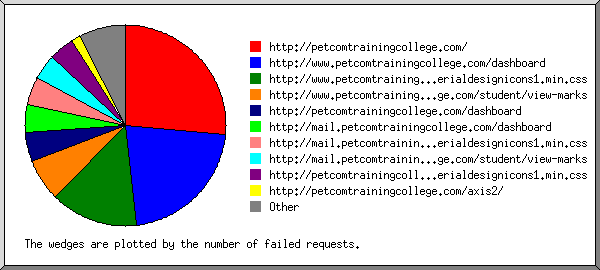 http://petcomtrainingcollege.com/
http://www.petcomtrainingcollege.com/dashboard
http://www.petcomtraining...erialdesignicons1.min.css
http://www.petcomtraining...ge.com/student/view-marks
http://petcomtrainingcollege.com/dashboard
http://mail.petcomtrainingcollege.com/dashboard
http://mail.petcomtrainin...erialdesignicons1.min.css
http://mail.petcomtrainin...ge.com/student/view-marks
http://petcomtrainingcoll...erialdesignicons1.min.css
http://petcomtrainingcollege.com/axis2/
Other
The wedges are plotted by the number of failed requests.